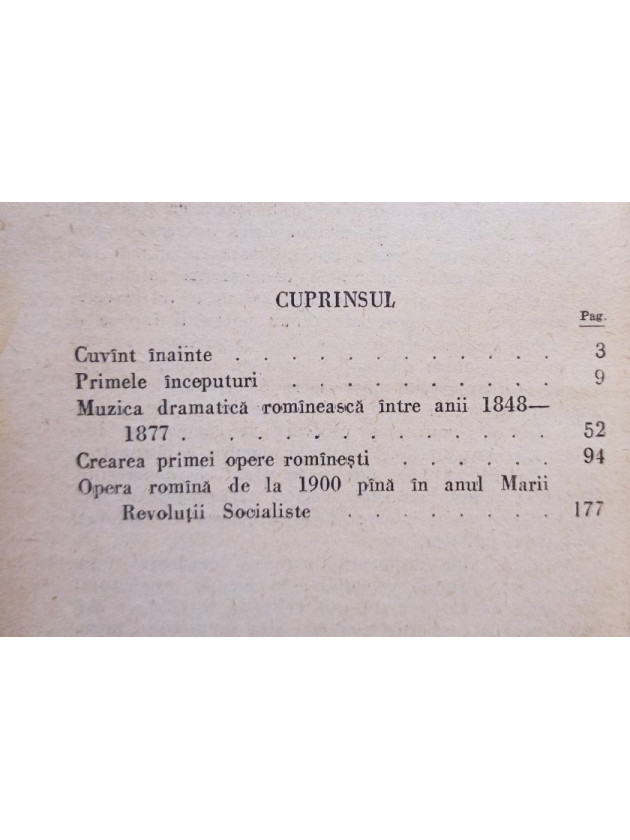 CUPRINSUL
Pag.
Cuvînt înainte . . . . . . . . . . . . 3
Primele începuturi . . . . . . . . . . 9
Muzica dramatică romînească între anii 1848—
1877 . . . . . . . . . . . . . 52
Crearea primei opere romînești . . . . . . 94
Opera romînă de la 1900 pînă în anul Marii
Revoluții Socialiste . . . . . . . . 177